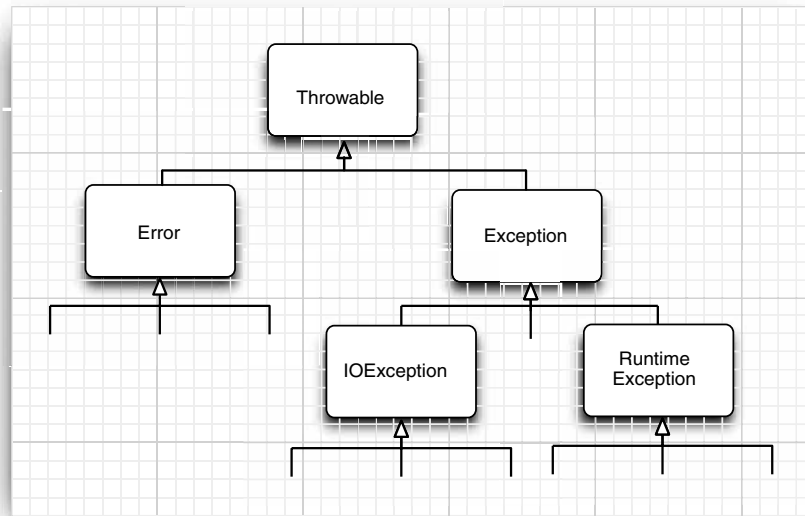 Throwable
Error
Exception
IOException
Runtime
Exception